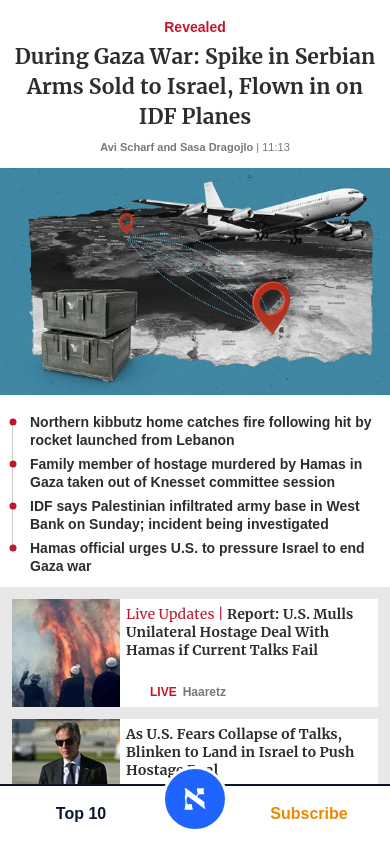 Revealed
During Gaza War: Spike in Serbian
Arms Sold to Israel, Flown in on
IDF Planes
Avi Scharf and Sasa Dragojlo | 11:13
Northern kibbutz home catches fire following hit by
rocket launched from Lebanon
Family member of hostage murdered by Hamas in
Gaza taken out of Knesset committee session
IDF says Palestinian infiltrated army base in West
Bank on Sunday; incident being investigated
Hamas official urges U.S. to pressure Israel to end
Gaza war
Live Updates | Report: U.S. Mulls
Unilateral Hostage Deal With
Hamas if Current Talks Fail
LIVE Haaretz
As U.S. Fears Collapse of Talks,
Blinken to Land in Israel to Push
Hostage Deal
Top 10
Subscribe